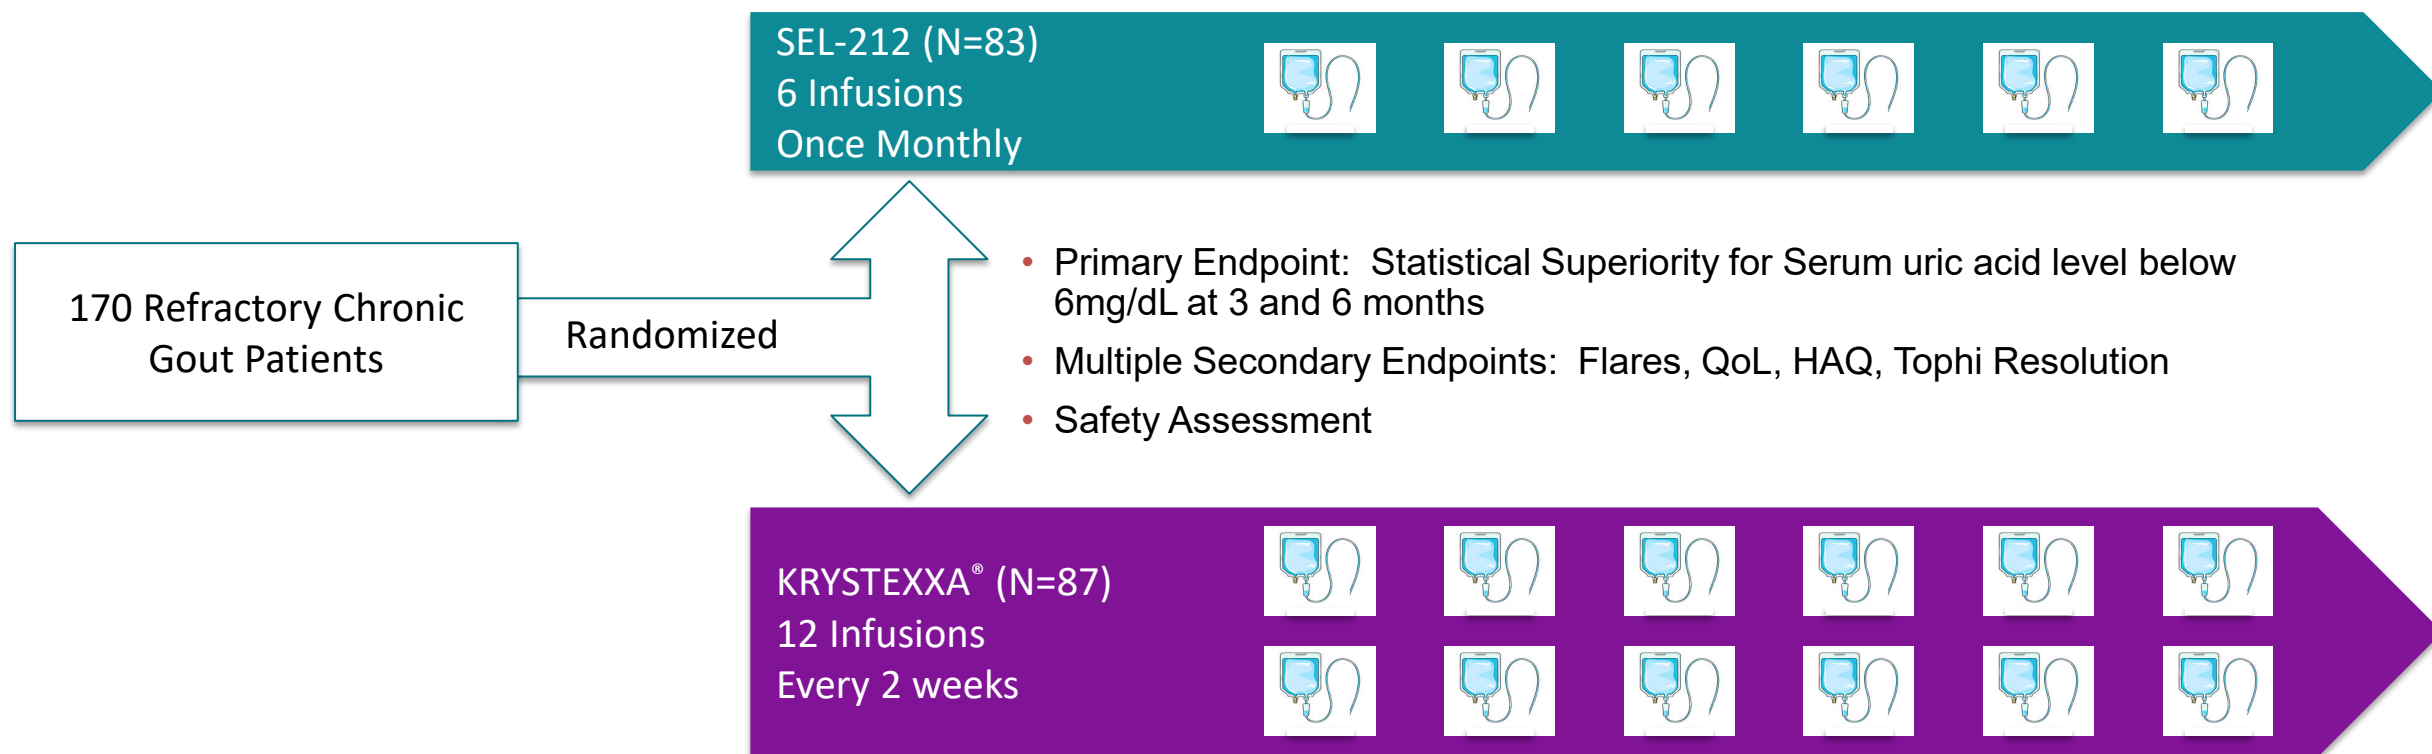 SEL-212 (N=83)
6 Infusions
Once Monthly
170 Refractory Chronic
Gout Patients
Randomized
• Primary Endpoint:  Statistical Superiority for Serum uric acid level below
6mg/dL at 3 and 6 months
• Multiple Secondary Endpoints:  Flares, QoL, HAQ, Tophi Resolution
• Safety Assessment
KRYSTEXXA® (N=87)
12 Infusions
Every 2 weeks